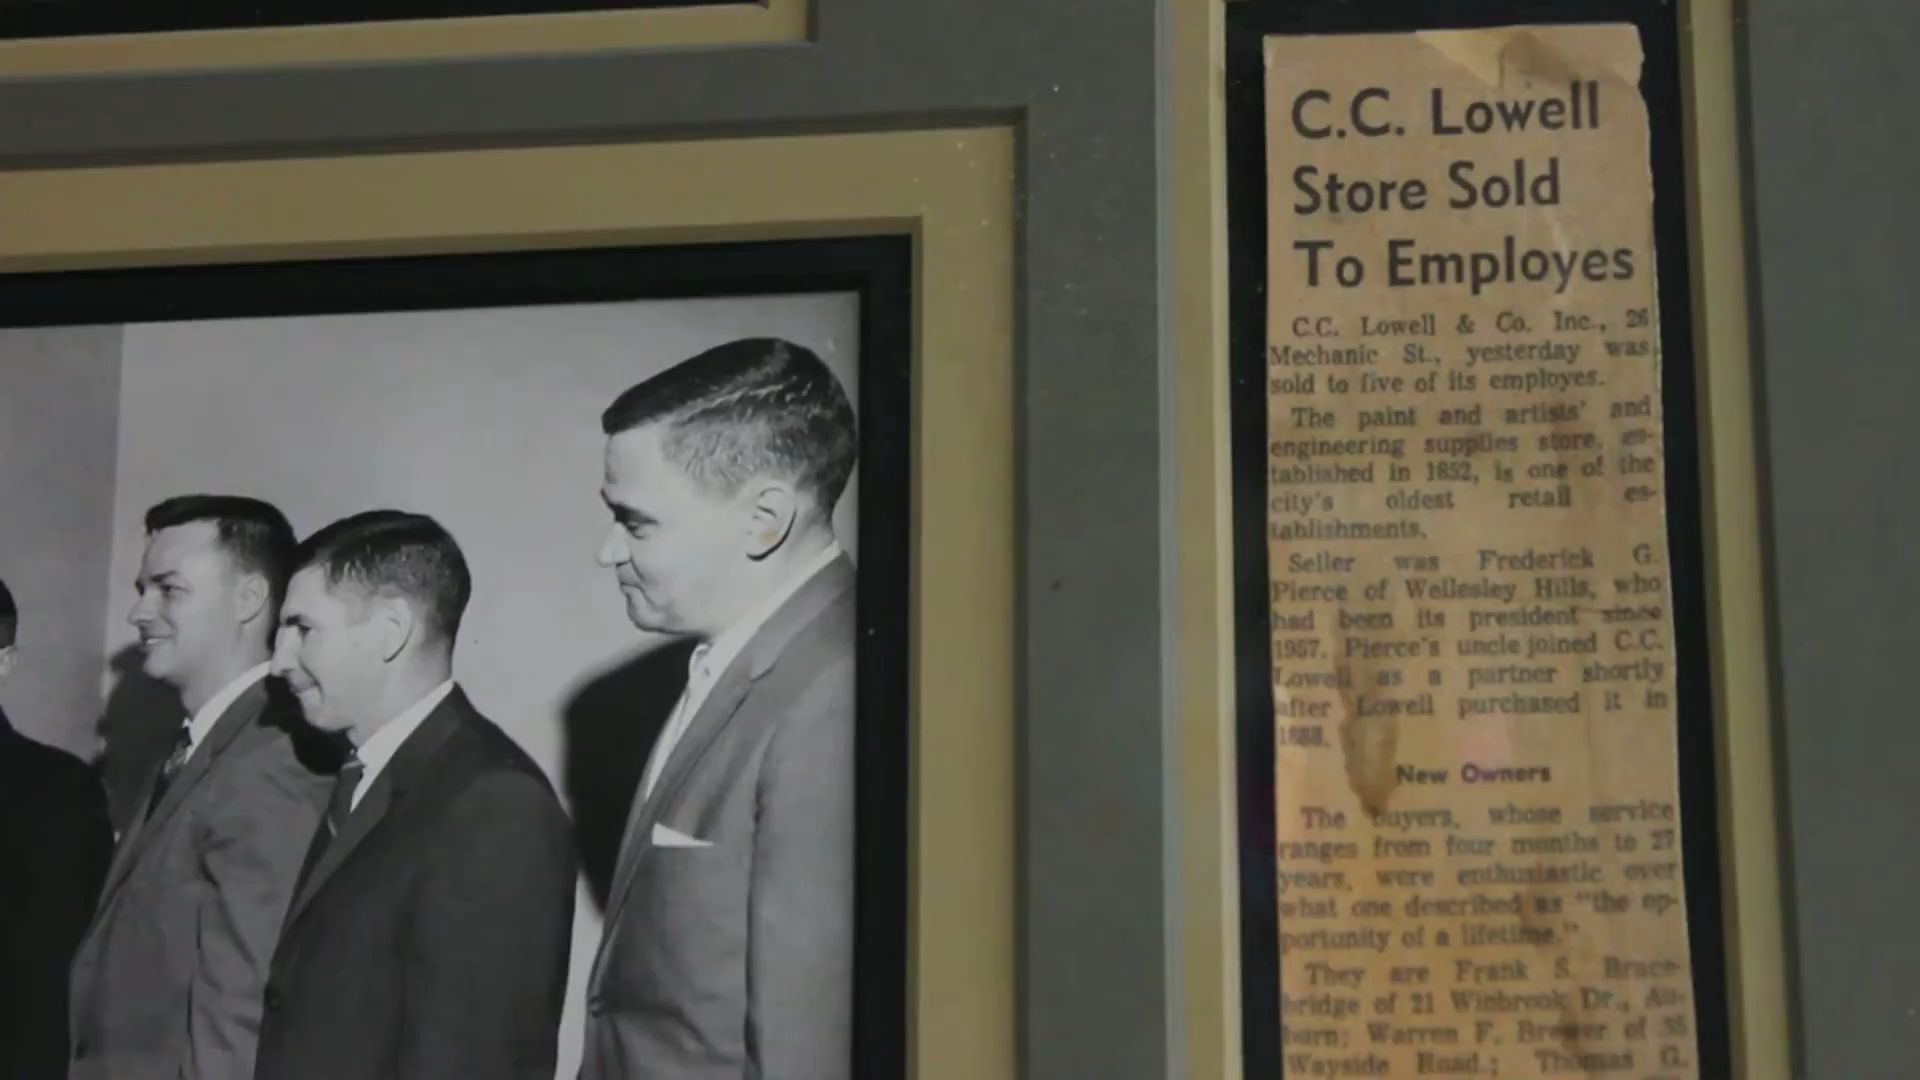 C.C. Lowell
Store Sold
To Employes
C.C. Lowell & Co. Inc., 26
Mechanic St., yesterday was
sold to five of its employes.
The paint and artists' and
engineering supplies store, es-
tablished in 1852, is one of the
city's oldest retail es-
tablishments.
Seller was Frederick G.
Pierce of Wellesley Hills, who
had been its president since
1957. Pierce's uncle joined C.C.
Lowell as a partner shortly
after Lowell purchased it in
New Owners
The buyers, whose service
ranges from four months to 27
years, were enthusiastic over
what one described as "the op-
portunity of a lifetime."
They are Frank S. Brace-
bridge of 21 Winbrook Dr., Au-
burn; Warren F. Brewer of 35
Wayside Road.; Thomas G.